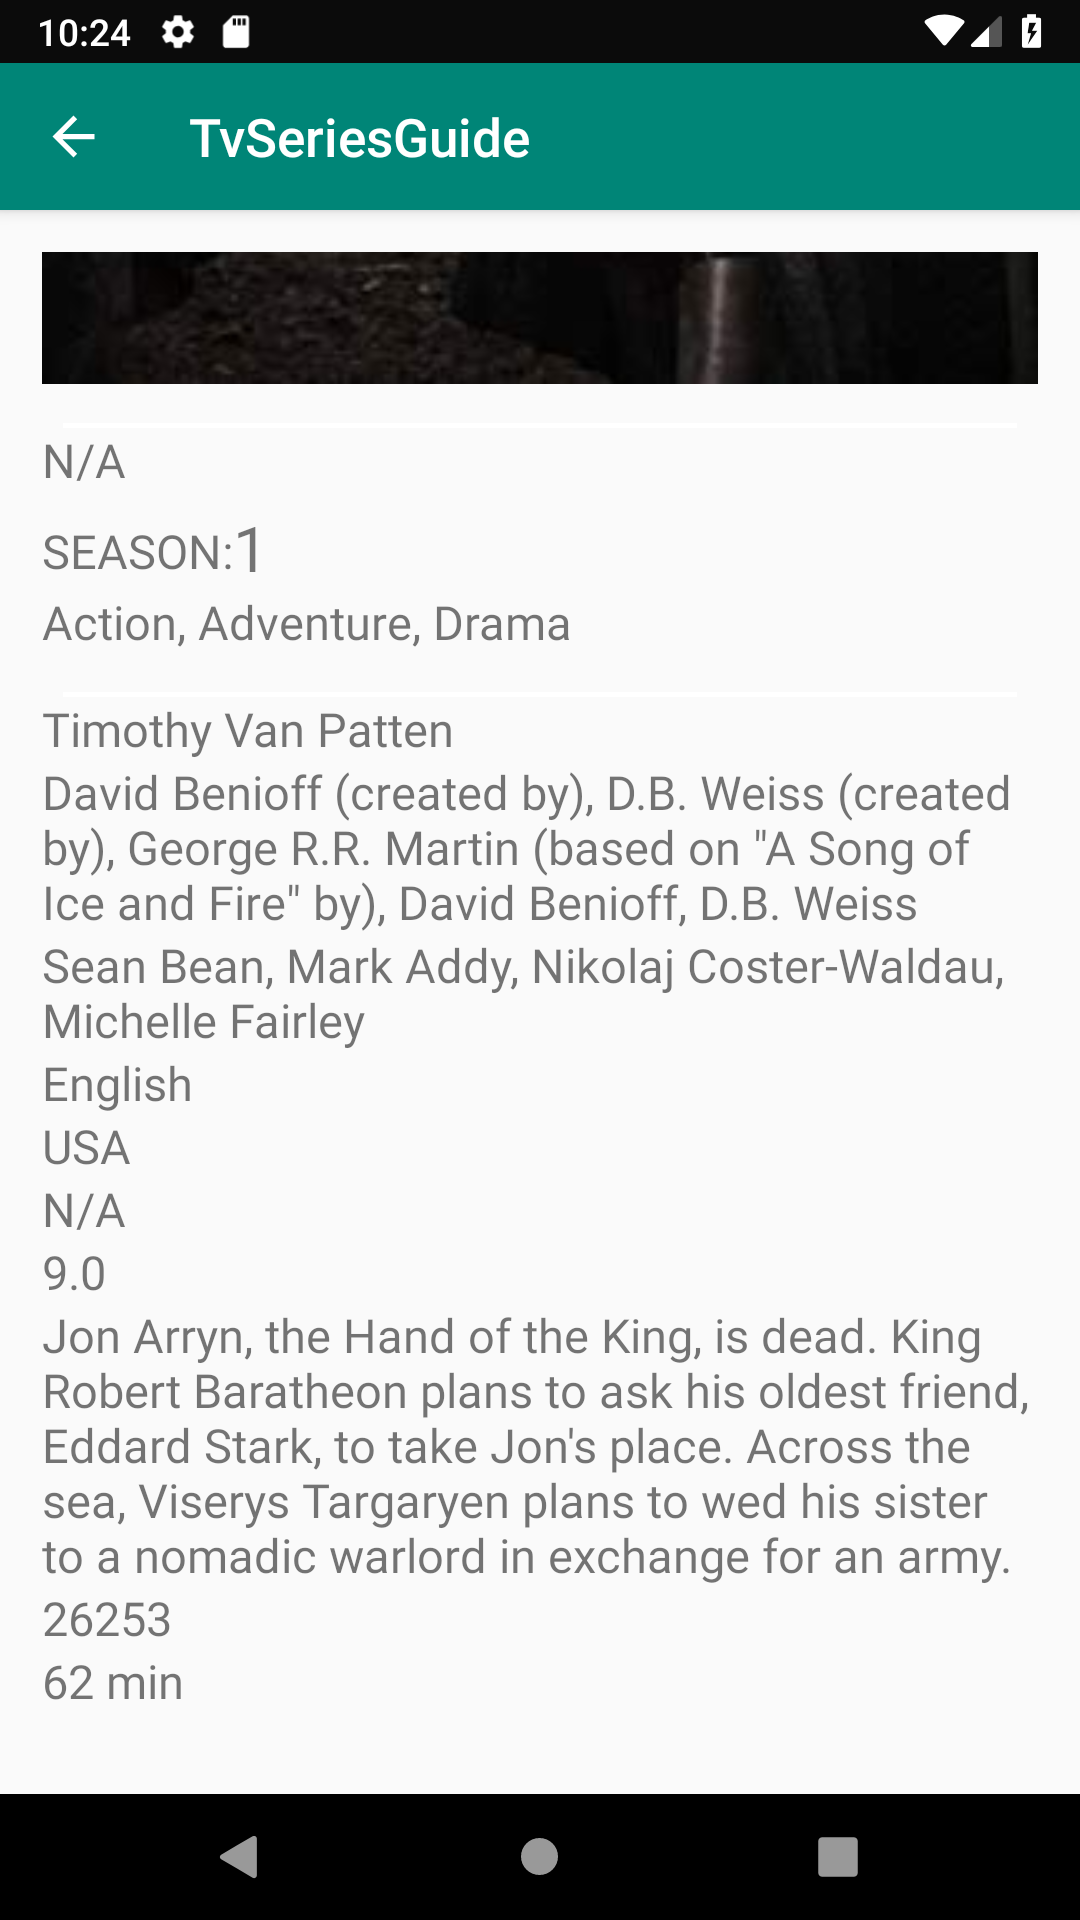 10:24
TvSeriesGuide
N/A
SEASON:1
Action, Adventure, Drama
Timothy Van Patten
David Benioff (created by), D.B. Weiss (created
by), George R.R. Martin (based on "A Song of
Ice and Fire" by), David Benioff, D.B. Weiss
Sean Bean, Mark Addy, Nikolaj Coster-Waldau,
Michelle Fairley
English
USA
N/A
9.0
Jon Arryn, the Hand of the King, is dead. King
Robert Baratheon plans to ask his oldest friend,
Eddard Stark, to take Jon's place. Across the
sea, Viserys Targaryen plans to wed his sister
to a nomadic warlord in exchange for an army.
26253
62 min